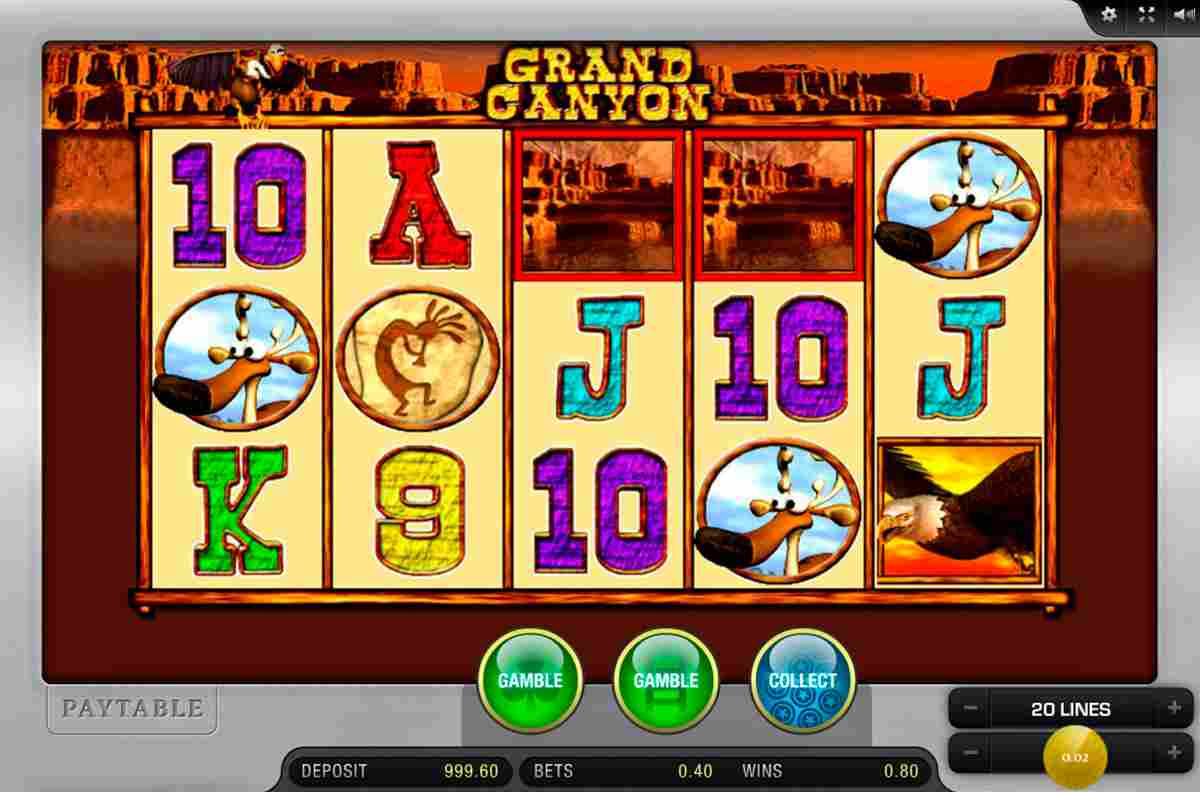 GRAND
CANYON
10 A
J 10 J
K 9 10
GAMBLE GAMBLE COLLECT
PAYTABLE
20 LINES
0.02
DEPOSIT 999.60 BETS 0.40 WINS 0.80